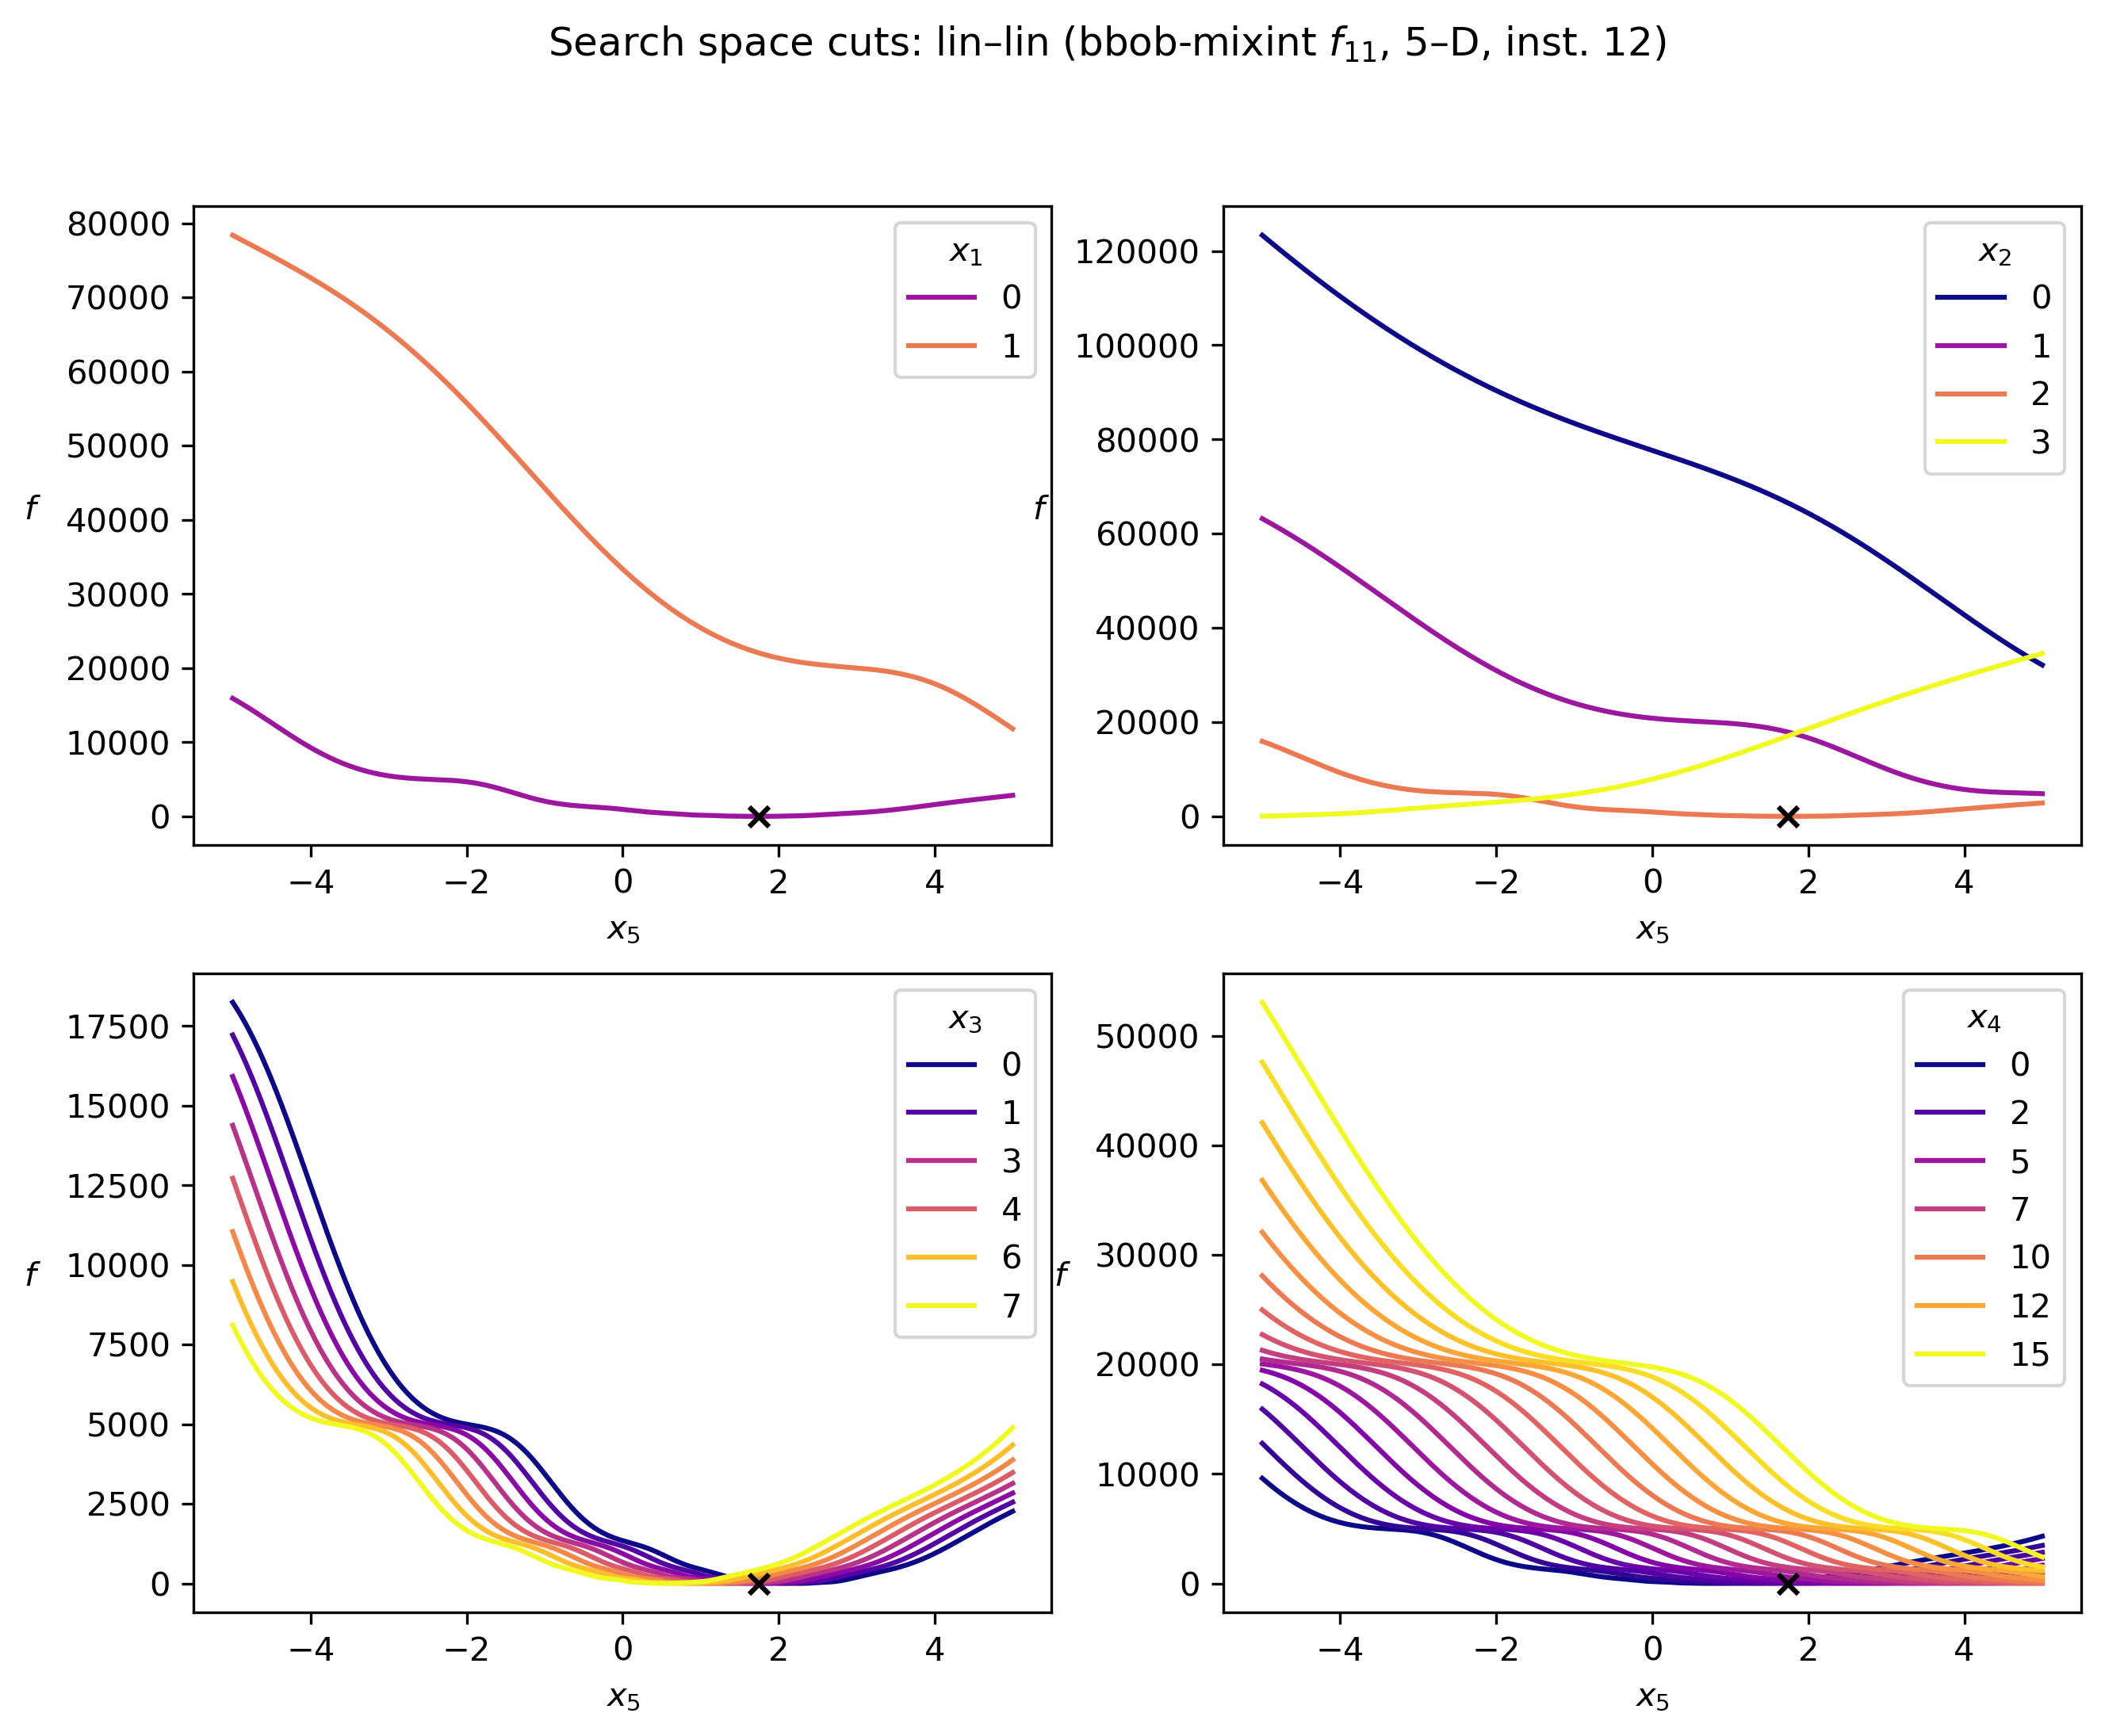 Search space cuts: lin–lin (bbob-mixint f₁₁, 5–D, inst. 12)
80000
70000
60000
50000
40000
30000
20000
10000
0
f
−4 −2 0 2 4
x₅
x₁
0
1
120000
100000
80000
60000
40000
20000
0
f
−4 −2 0 2 4
x₅
x₂
0
1
2
3
17500
15000
12500
10000
7500
5000
2500
0
f
−4 −2 0 2 4
x₅
x₃
0
1
3
4
6
7
50000
40000
30000
20000
10000
0
f
−4 −2 0 2 4
x₅
x₄
0
2
5
7
10
12
15